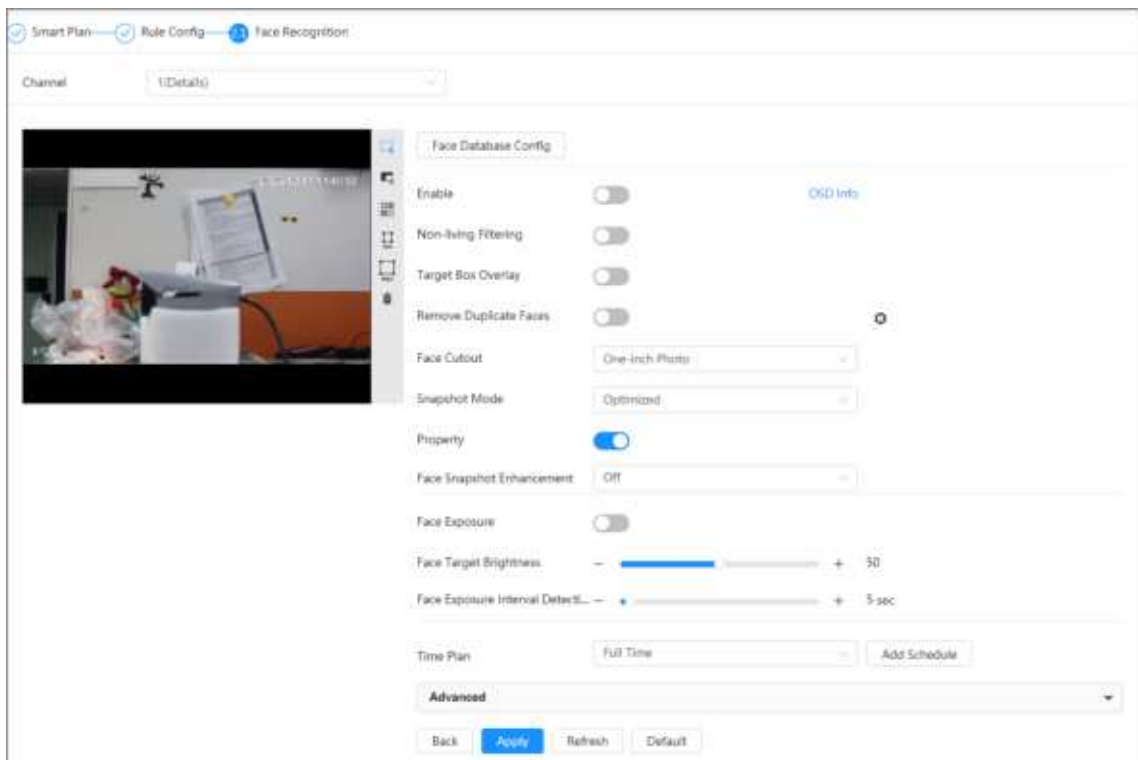 Smart Plan Rule Config Face Recognition
Channel 1(Details)
Face Database Config
Enable OSD Info
Non-living Filtering
Target Box Overlay
Remove Duplicate Faces
Face Cutout One-inch Photo
Snapshot Mode Optimized
Property
Face Snapshot Enhancement Off
Face Exposure
Face Target Brightness − + 50
Face Exposure Interval Detecti... − + 5 sec
Time Plan Full Time Add Schedule
Advanced
Back Apply Refresh Default